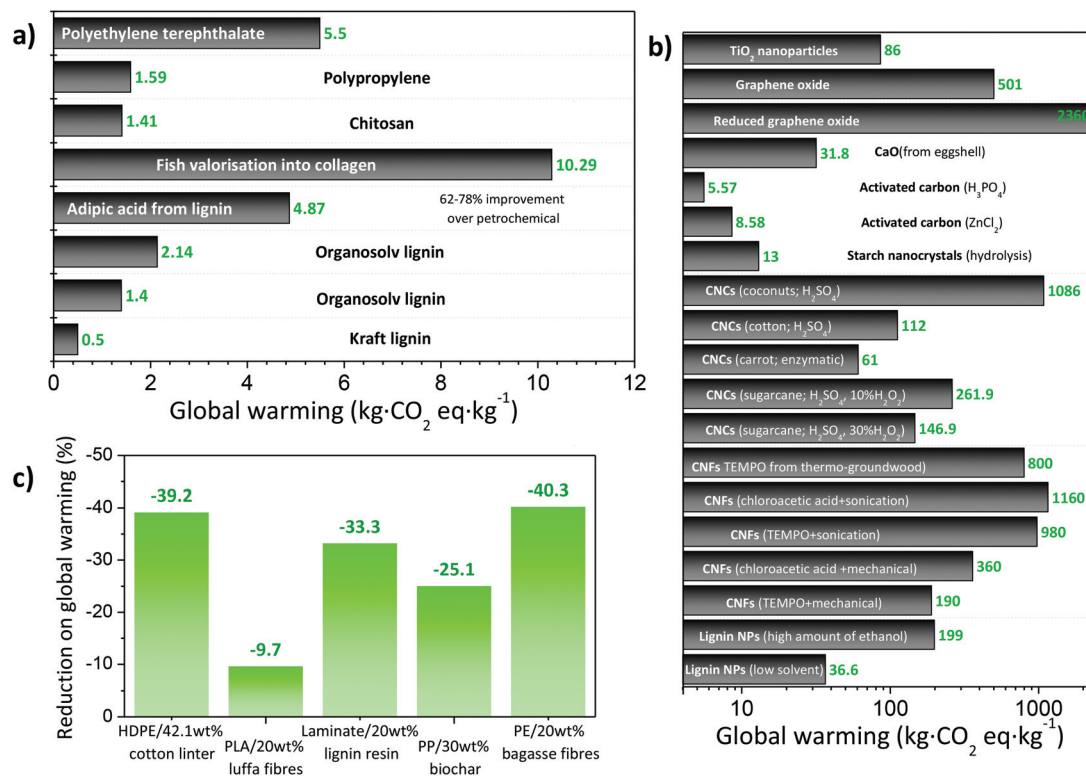 a)
Polyethylene terephthalate 5.5
1.59 Polypropylene
1.41 Chitosan
Fish valorisation into collagen 10.29
Adipic acid from lignin 4.87
62-78% improvement
over petrochemical
2.14 Organosolv lignin
1.4 Organosolv lignin
0.5 Kraft lignin
0 2 4 6 8 10 12
Global warming (kg·CO₂ eq·kg⁻¹)
b)
TiO₂ nanoparticles 86
Graphene oxide 501
Reduced graphene oxide 2360
31.8 CaO(from eggshell)
5.57 Activated carbon (H₃PO₄)
8.58 Activated carbon (ZnCl₂)
13 Starch nanocrystals (hydrolysis)
CNCs (coconuts; H₂SO₄) 1086
CNCs (cotton; H₂SO₄) 112
CNCs (carrot; enzymatic) 61
CNCs (sugarcane; H₂SO₄, 10%H₂O₂) 261.9
CNCs (sugarcane; H₂SO₄, 30%H₂O₂) 146.9
CNFs TEMPO from thermo-groundwood 800
CNFs (chloroacetic acid+sonication) 1160
CNFs (TEMPO+sonication) 980
CNFs (chloroacetic acid +mechanical) 360
CNFs (TEMPO+mechanical) 190
Lignin NPs (high amount of ethanol) 199
Lignin NPs (low solvent) 36.6
10 100 1000
Global warming (kg·CO₂ eq·kg⁻¹)
c)
Reduction on global warming (%)
-50
-40
-30
-20
-10
0
-39.2
-9.7
-33.3
-25.1
-40.3
HDPE/42.1wt%
cotton linter
PLA/20wt%
luffa fibres
Laminate/20wt%
lignin resin
PP/30wt%
biochar
PE/20wt%
bagasse fibres